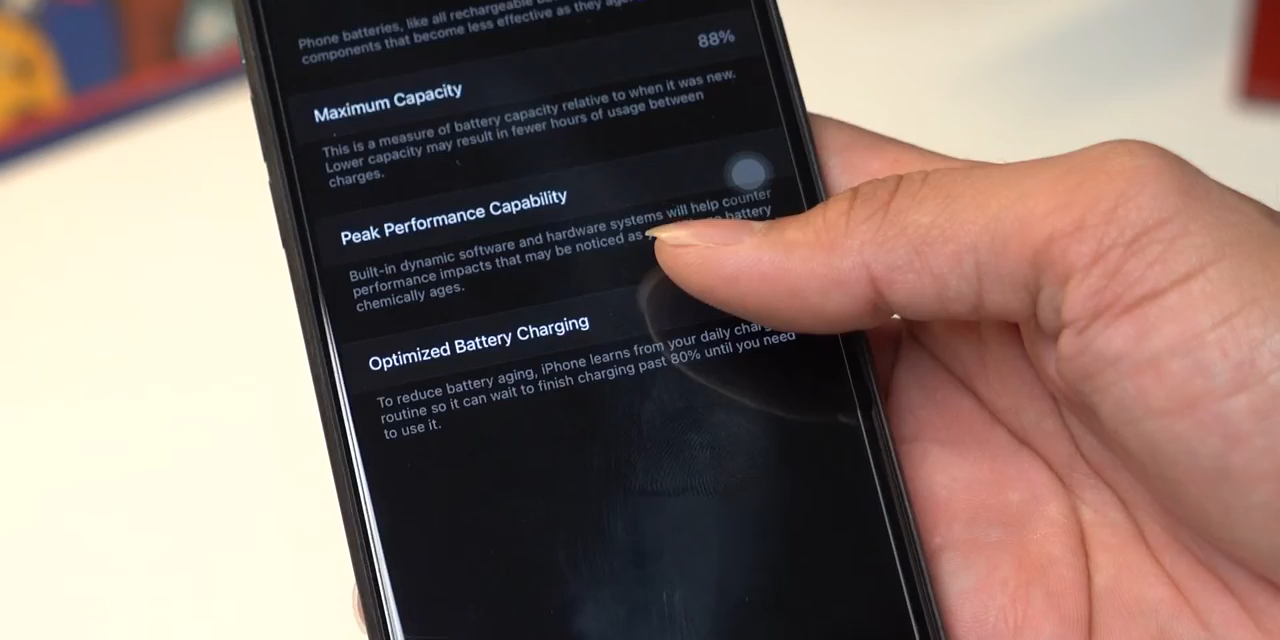 Phone batteries, like all rechargeable
components that become less effective as they
Maximum Capacity
88%
This is a measure of battery capacity relative to when it was new.
Lower capacity may result in fewer hours of usage between
charges.
Peak Performance Capability
Built-in dynamic software and hardware systems will help counter
performance impacts that may be noticed as battery
chemically ages.
Optimized Battery Charging
To reduce battery aging, iPhone learns from your daily
routine so it can wait to finish charging past 80% until you need
to use it.